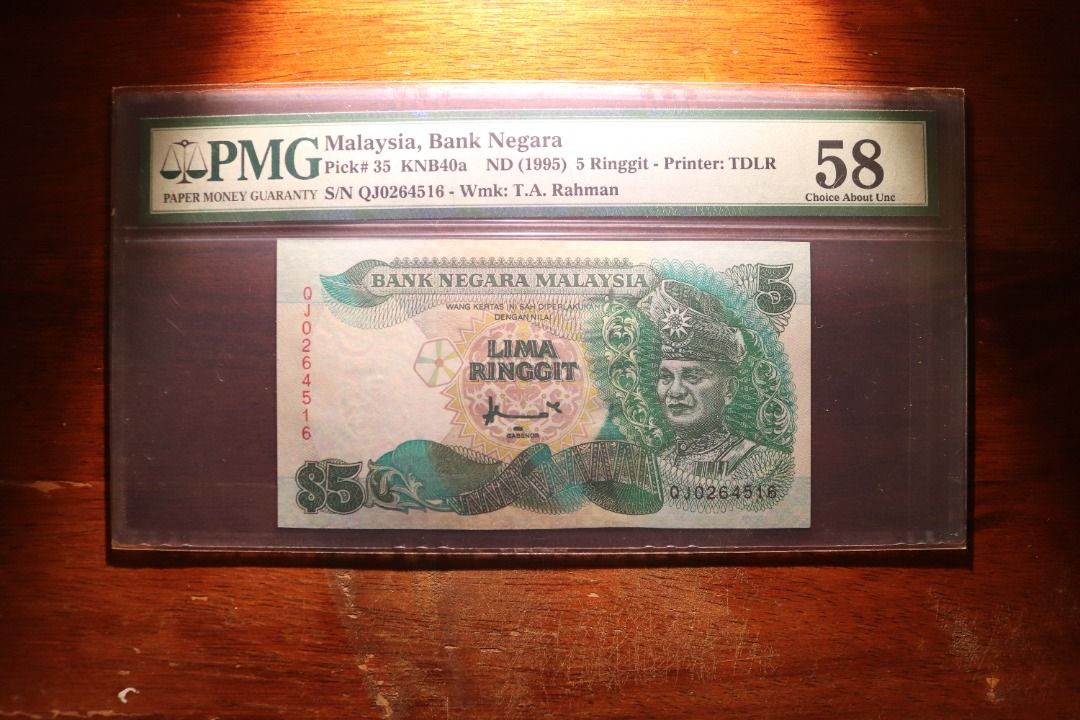 PMG
PAPER MONEY GUARANTY
Malaysia, Bank Negara
Pick# 35 KNB40a ND (1995) 5 Ringgit - Printer: TDLR
S/N QJ0264516 - Wmk: T.A. Rahman
58
Choice About Unc
BANK NEGARA MALAYSIA
5
WANG KERTAS INI SAH DIPERLAKUKAN
DENGAN NILAI
QJ0264516
LIMA
RINGGIT
GABENOR
$5
QJ0264516